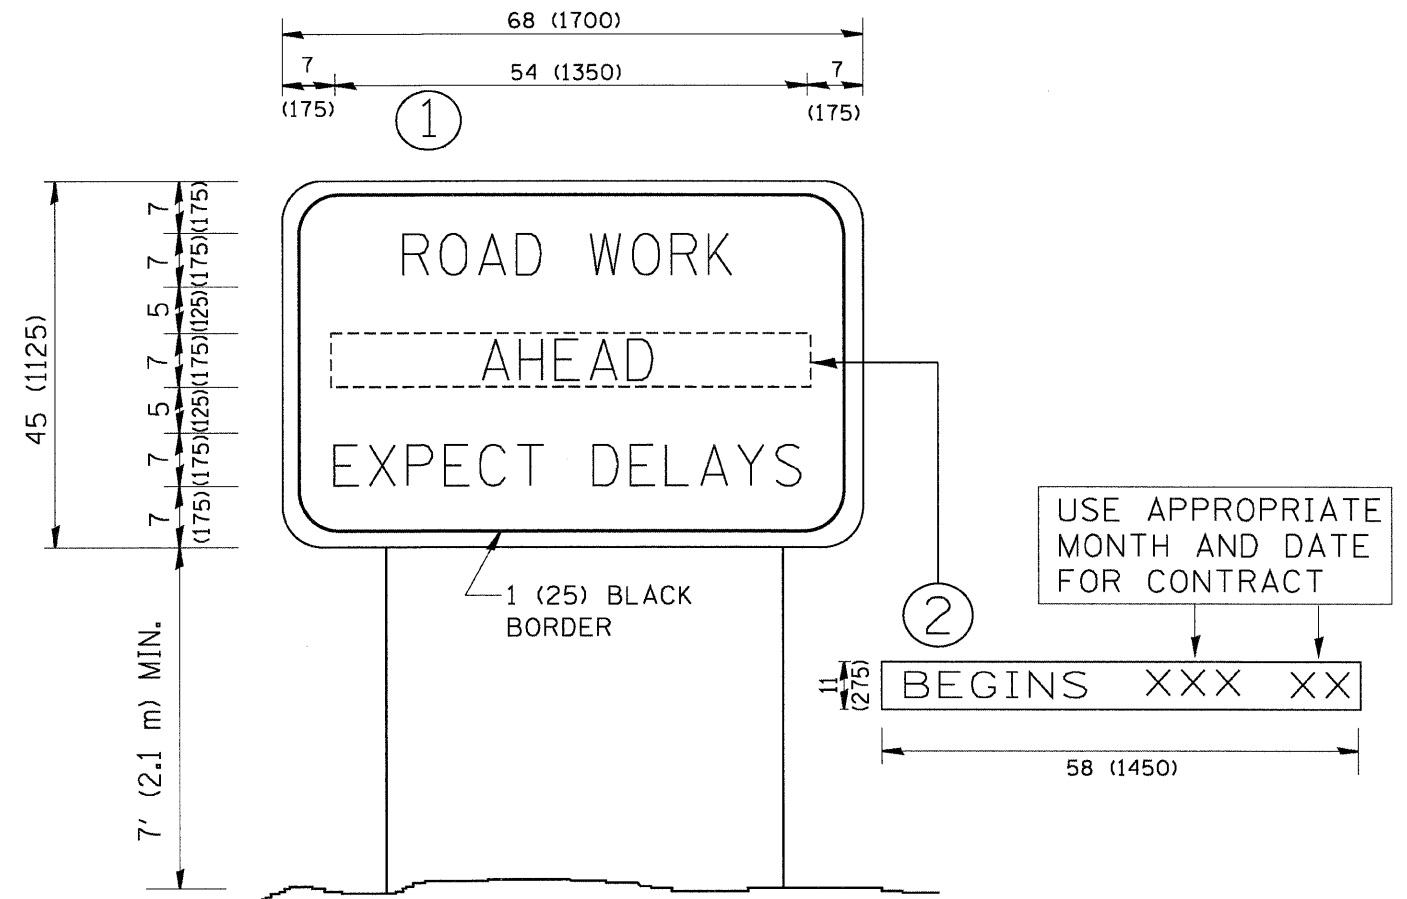 68 (1700)
7
54 (1350)
7
(175)
(175)
1
45 (1125)
7 (175)
7 (175)
5 (125)
7 (175)
5 (125)
7 (175)
7 (175)
ROAD WORK
AHEAD
EXPECT DELAYS
1 (25) BLACK
BORDER
7' (2.1 m) MIN.
USE APPROPRIATE
MONTH AND DATE
FOR CONTRACT
2
11
(275)
BEGINS XXX XX
58 (1450)